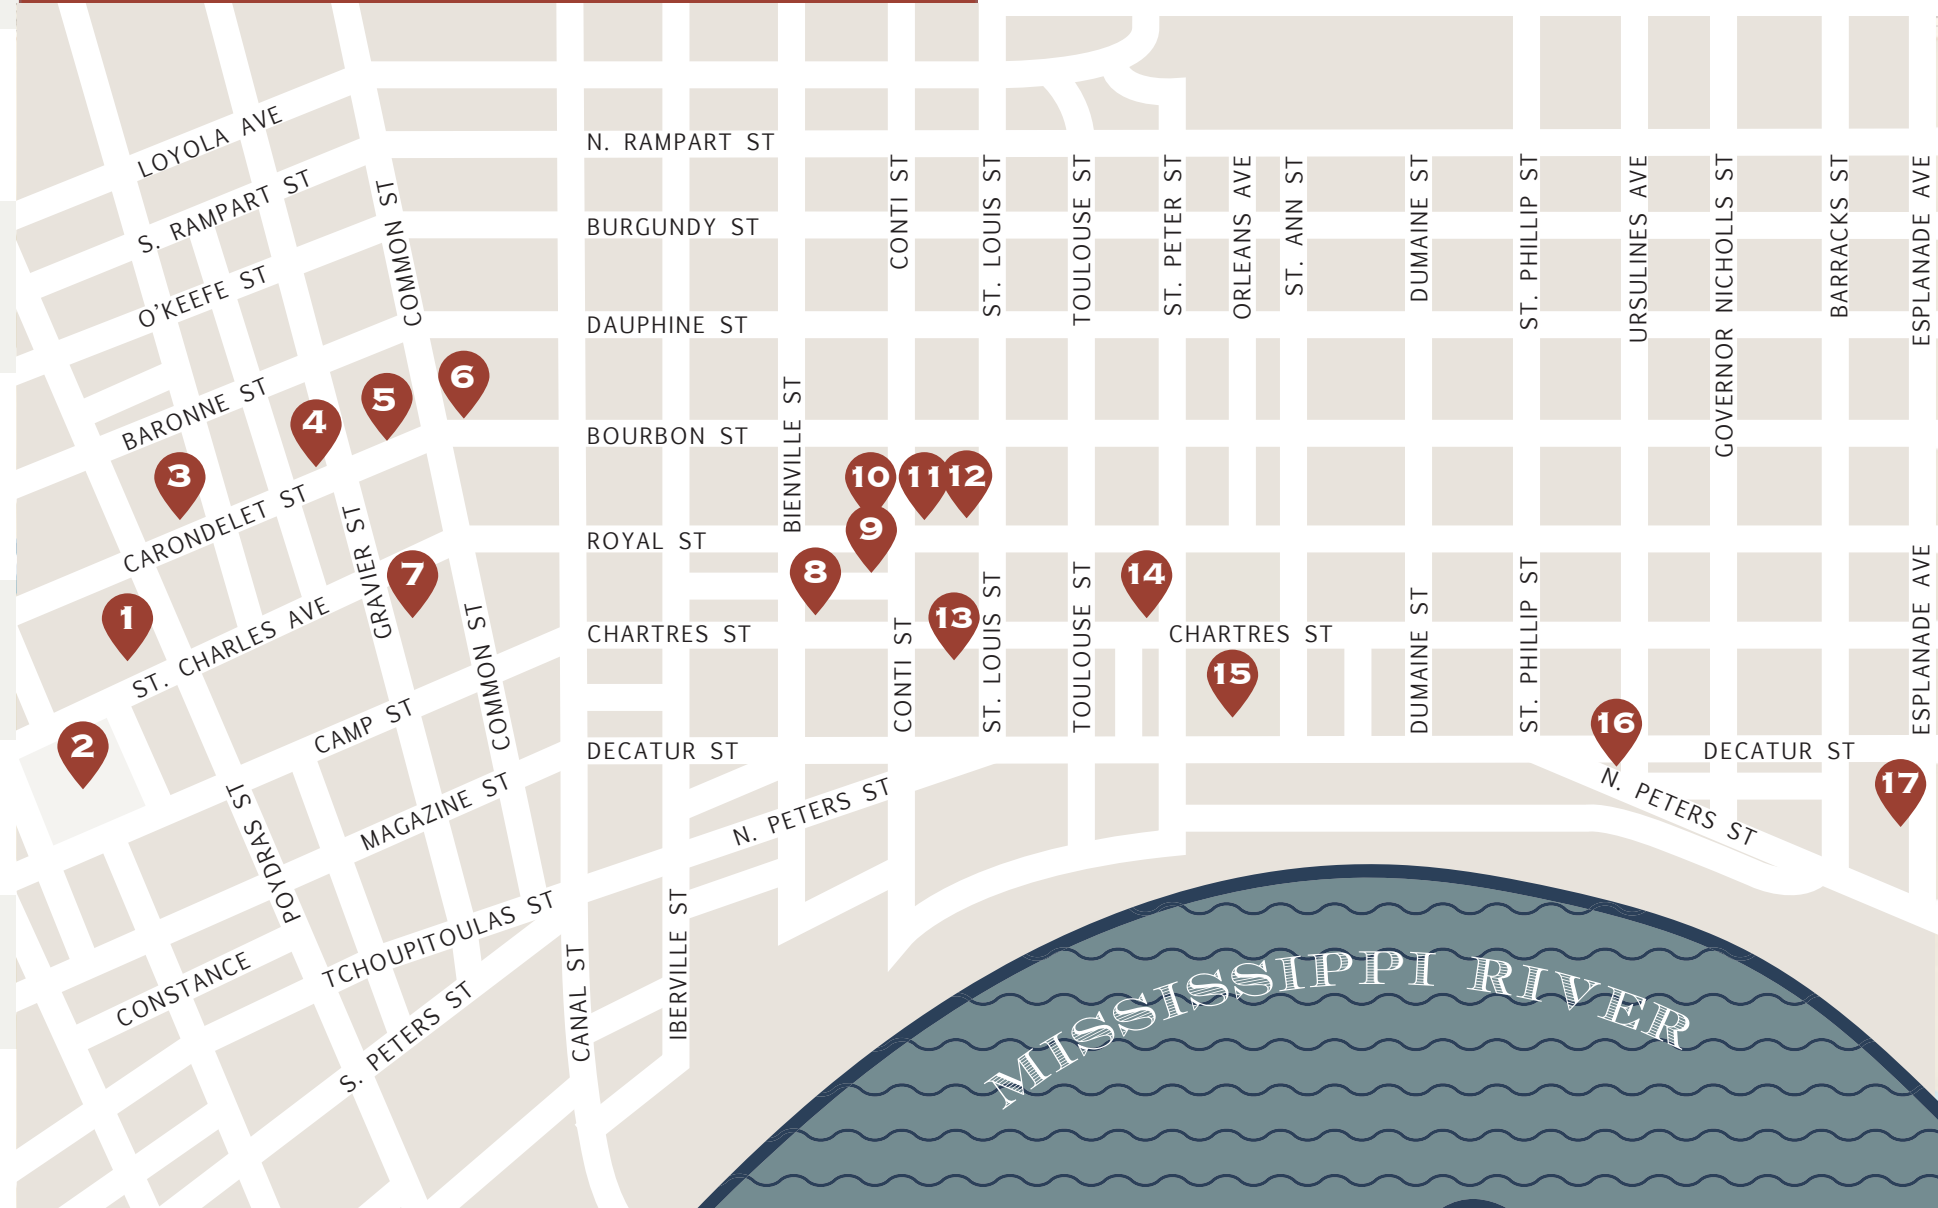 LOYOLA AVE
S. RAMPART ST
O'KEEFE ST
BARONNE ST
CARONDELET ST
ST. CHARLES AVE
CAMP ST
MAGAZINE ST
TCHOUPITOULAS ST
CONSTANCE
S. PETERS ST
COMMON ST
GRAVIER ST
COMMON ST
POYDRAS ST
CANAL ST
IBERVILLE ST
BIENVILLE ST
N. RAMPART ST
BURGUNDY ST
DAUPHINE ST
BOURBON ST
ROYAL ST
CHARTRES ST
DECATUR ST
N. PETERS ST
CONTI ST
ST. LOUIS ST
TOULOUSE ST
ST. PETER ST
ORLEANS AVE
ST. ANN ST
DUMAINE ST
ST. PHILLIP ST
URSULINES AVE
GOVERNOR NICHOLLS ST
BARRACKS ST
ESPLANADE AVE
CONTI ST
ST. LOUIS ST
TOULOUSE ST
CHARTRES ST
DUMAINE ST
ST. PHILLIP ST
ESPLANADE AVE
DECATUR ST
N. PETERS ST
1
2
3
4
5
6
7
8
9
10
11
12
13
14
15
16
17
MISSISSIPPI RIVER